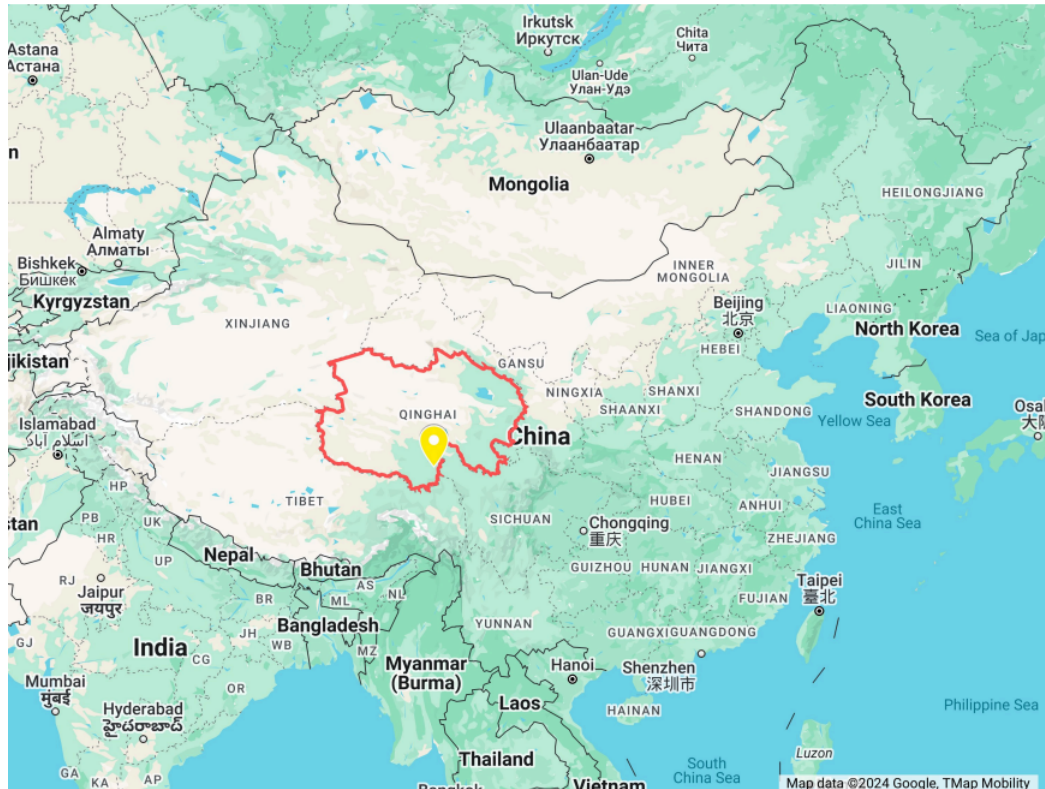 Irkutsk
Иркутск
Chita
Чита
Astana
Астана
Ulan-Ude
Улан-Удэ
Ulaanbaatar
Улаанбаатар
n
Mongolia
HEILONGJIANG
Almaty
Алматы
Bishkek
Бишкек
JILIN
INNER
MONGOLIA
Kyrgyzstan
Beijing
北京
LIAONING
XINJIANG
North Korea
Sea of Jap
HEBEI
jikistan
GANSU
NINGXIA
SHANXI
South Korea
SHAANXI
SHANDONG
Yellow Sea
Osa
大阪
QINGHAI
Islamabad
اسلام آباد
China
HENAN
JIANGSU
HP
TIBET
HUBEI
ANHUI
East
China Sea
stan
PB
UK
SICHUAN
Chongqing
重庆
HR
ZHEJIANG
Nepal
UP
Bhutan
GUIZHOU
HUNAN
JIANGXI
RJ
Jaipur
जयपुर
AS
NL
Taipei
臺北
BR
ML
FUJIAN
Bangladesh
YUNNAN
GJ
India
JH
WB
MZ
GUANGXI
GUANGDONG
CG
Myanmar
(Burma)
Hanoi
Shenzhen
深圳市
Mumbai
मुंबई
OR
Laos
HAINAN
Philippine Sea
Hyderabad
హైదరాబాద్
Thailand
Luzon
GA
KA
AP
South
China Sea
Bangkok
Vietnam
Map data ©2024 Google, TMap Mobility